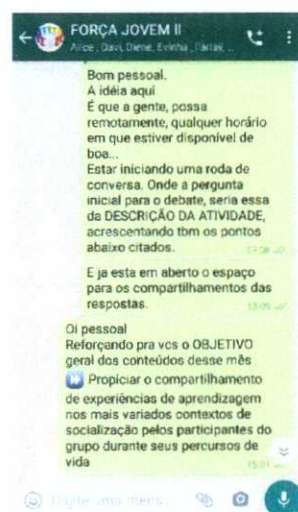 FORÇA JOVEM II
Alice, Davi, Diene, Evinha,
Bom pessoal.
A idéia aqui
É que a gente, possa
remotamente, qualquer horário
em que estiver disponível de
boa...
Estar iniciando uma roda de
conversa. Onde a pergunta
inicial para o debate, seria essa
da DESCRIÇÃO DA ATIVIDADE,
acrescentando tbm os pontos
abaixo citados.
E ja esta em aberto o espaço
para os compartilhamentos das
respostas.
Oi pessoal
Reforçando pra vcs o OBJETIVO
geral dos conteúdos desse mês
Propiciar o compartilhamento
de experiências de aprendizagem
nos mais variados contextos de
socialização pelos participantes do
grupo durante seus percursos de
vida
15:01